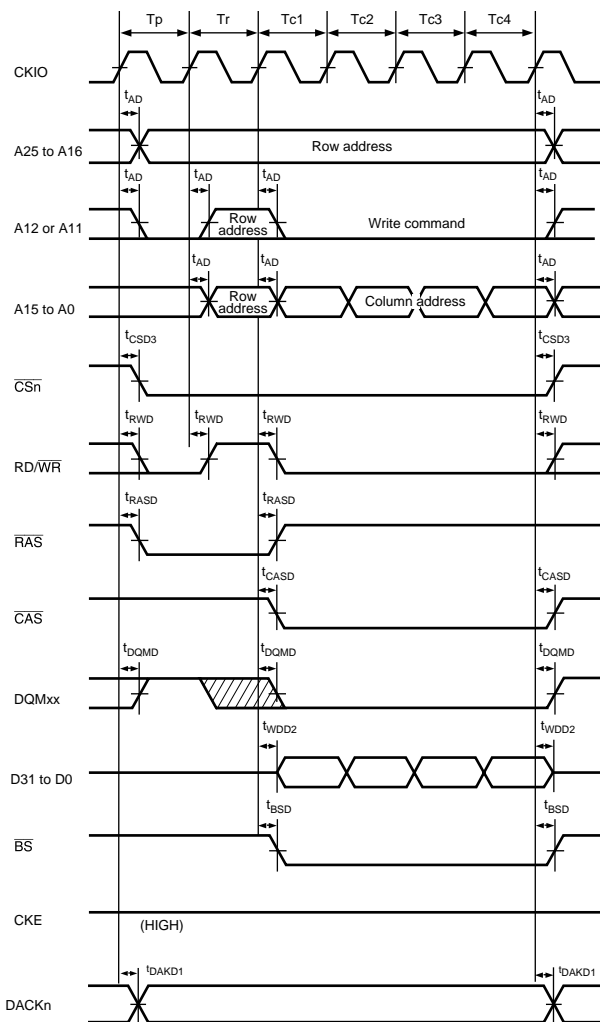 Tp Tr Tc1 Tc2 Tc3 Tc4
CKIO
tAD tAD
A25 to A16 Row address
tAD tAD tAD tAD
A12 or A11 Row address Write command
tAD tAD tAD
A15 to A0 Row address Column address
tCSD3 tCSD3
CSn
tRWD tRWD tRWD tRWD
RD/WR
tRASD tRASD
RAS
tCASD tCASD
CAS
tDQMD tDQMD tDQMD
DQMxx
tWDD2 tWDD2
D31 to D0
tBSD tBSD
BS
CKE
(HIGH)
tDAKD1 tDAKD1
DACKn